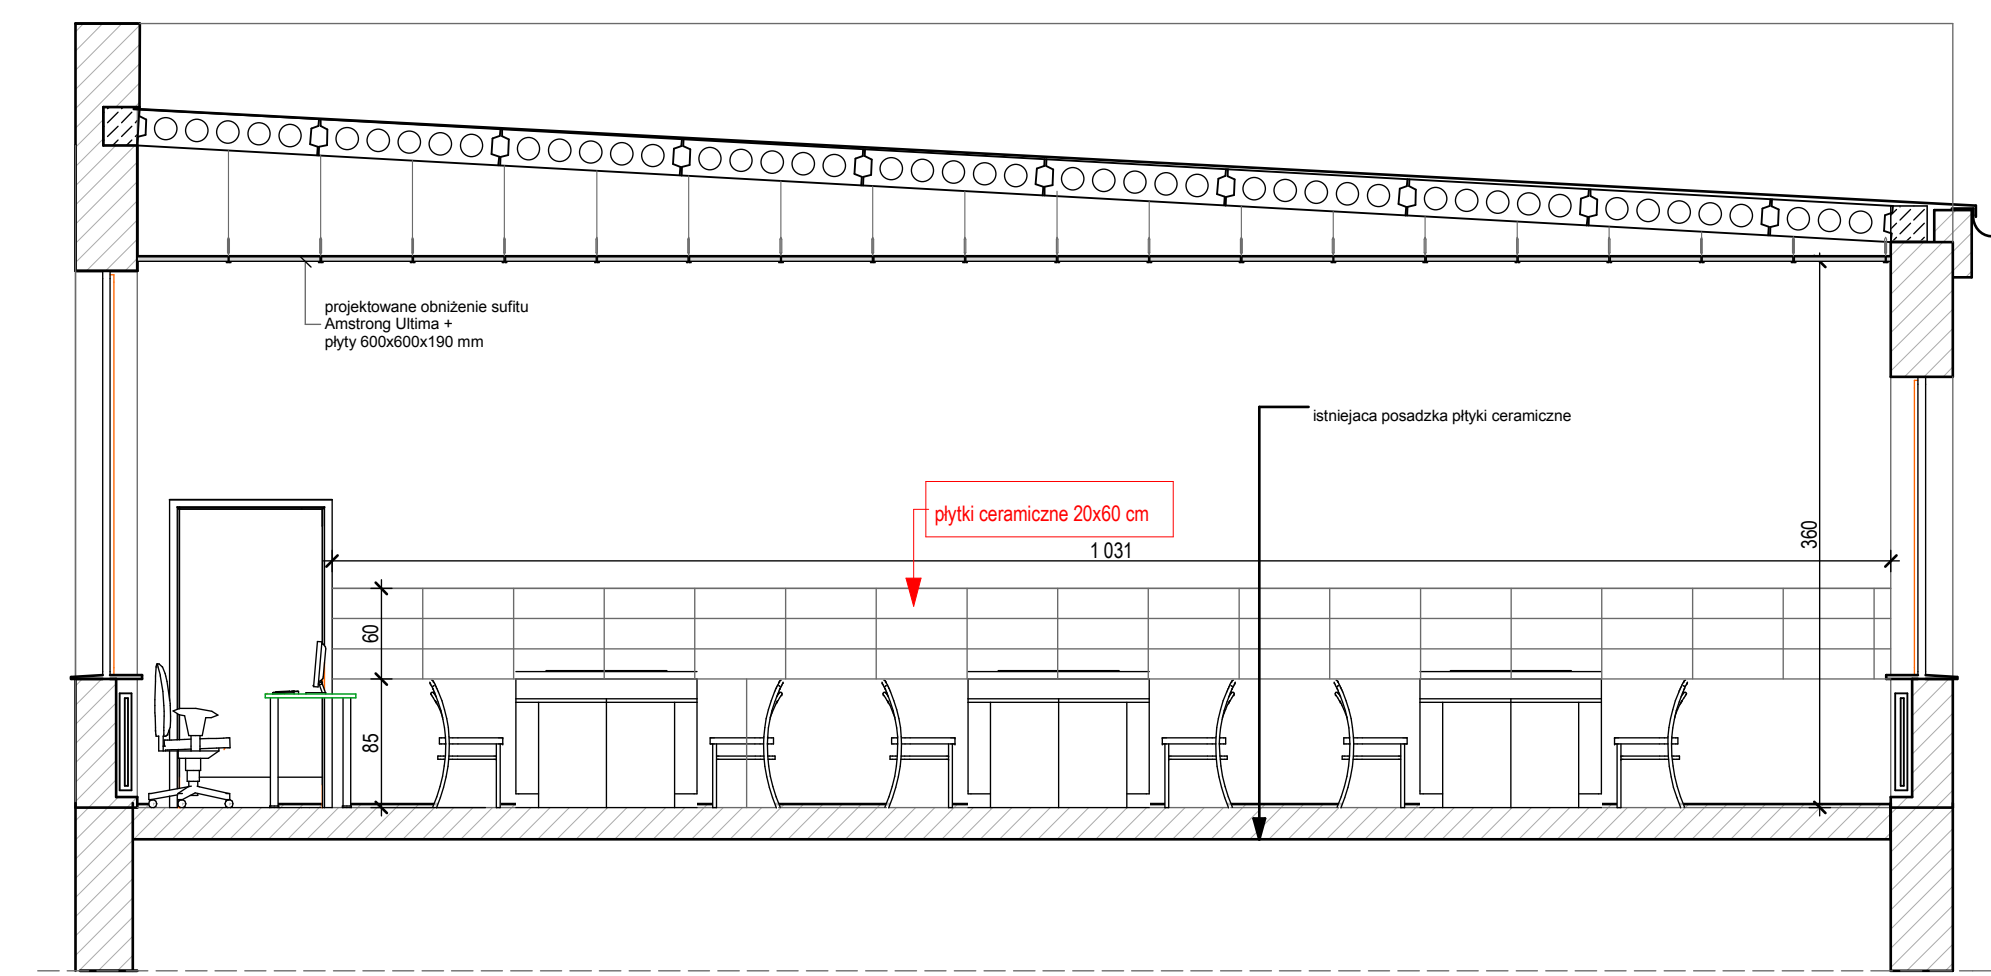 projektowane obniżenie sufitu
Amstrong Ultima +
płyty 600x600x190 mm
istniejaca posadzka płtyki ceramiczne
płytki ceramiczne 20x60 cm
1 031
360
60
85